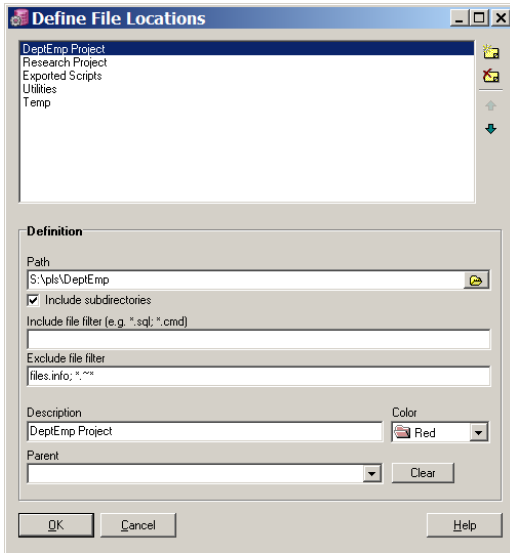 Define File Locations
DeptEmp Project
Research Project
Exported Scripts
Utilities
Temp
Definition
Path
S:\pls\DeptEmp
Include subdirectories
Include file filter (e.g. *.sql; *.cmd)
Exclude file filter
files.info; *.~*
Description
Color
DeptEmp Project
Red
Parent
Clear
OK
Cancel
Help